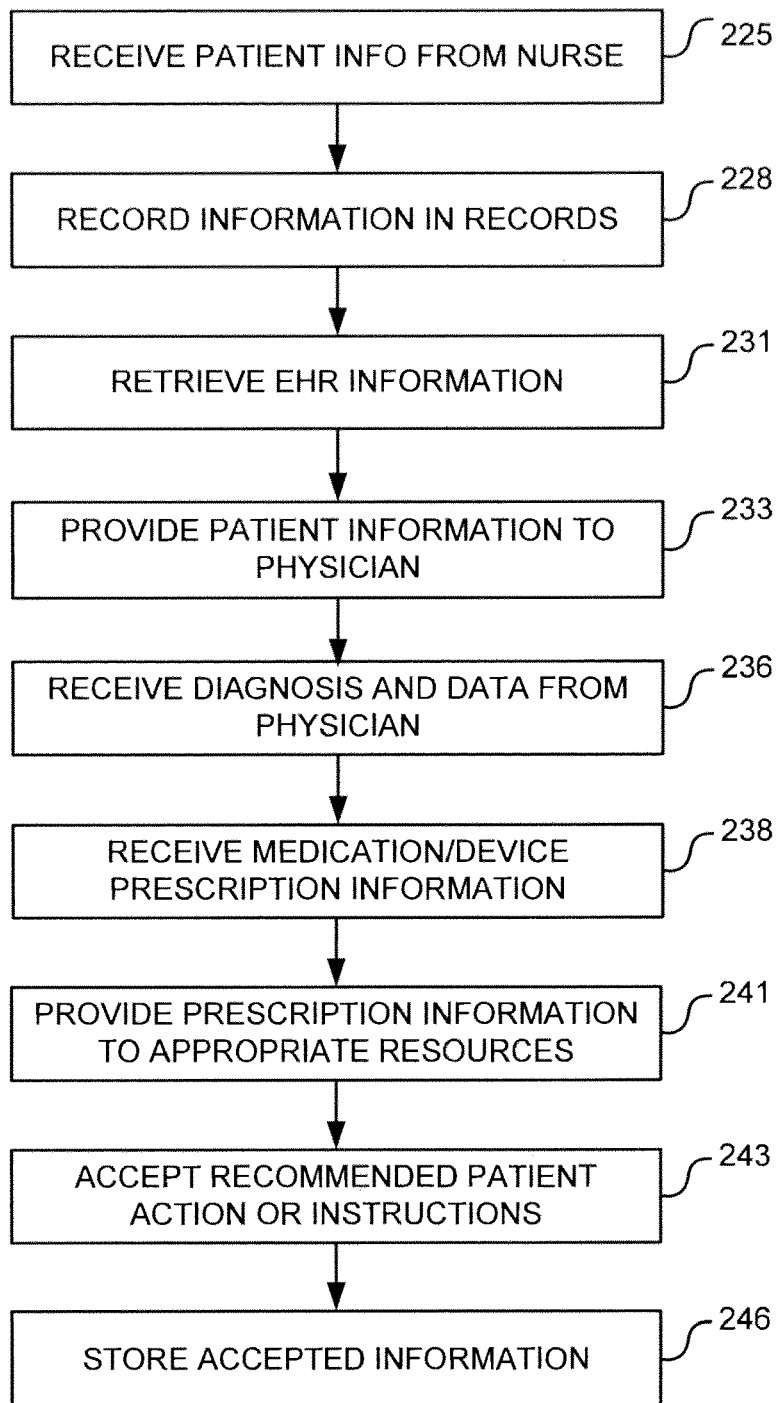 225
RECEIVE PATIENT INFO FROM NURSE
228
RECORD INFORMATION IN RECORDS
231
RETRIEVE EHR INFORMATION
233
PROVIDE PATIENT INFORMATION TO
PHYSICIAN
236
RECEIVE DIAGNOSIS AND DATA FROM
PHYSICIAN
238
RECEIVE MEDICATION/DEVICE
PRESCRIPTION INFORMATION
241
PROVIDE PRESCRIPTION INFORMATION
TO APPROPRIATE RESOURCES
243
ACCEPT RECOMMENDED PATIENT
ACTION OR INSTRUCTIONS
246
STORE ACCEPTED INFORMATION